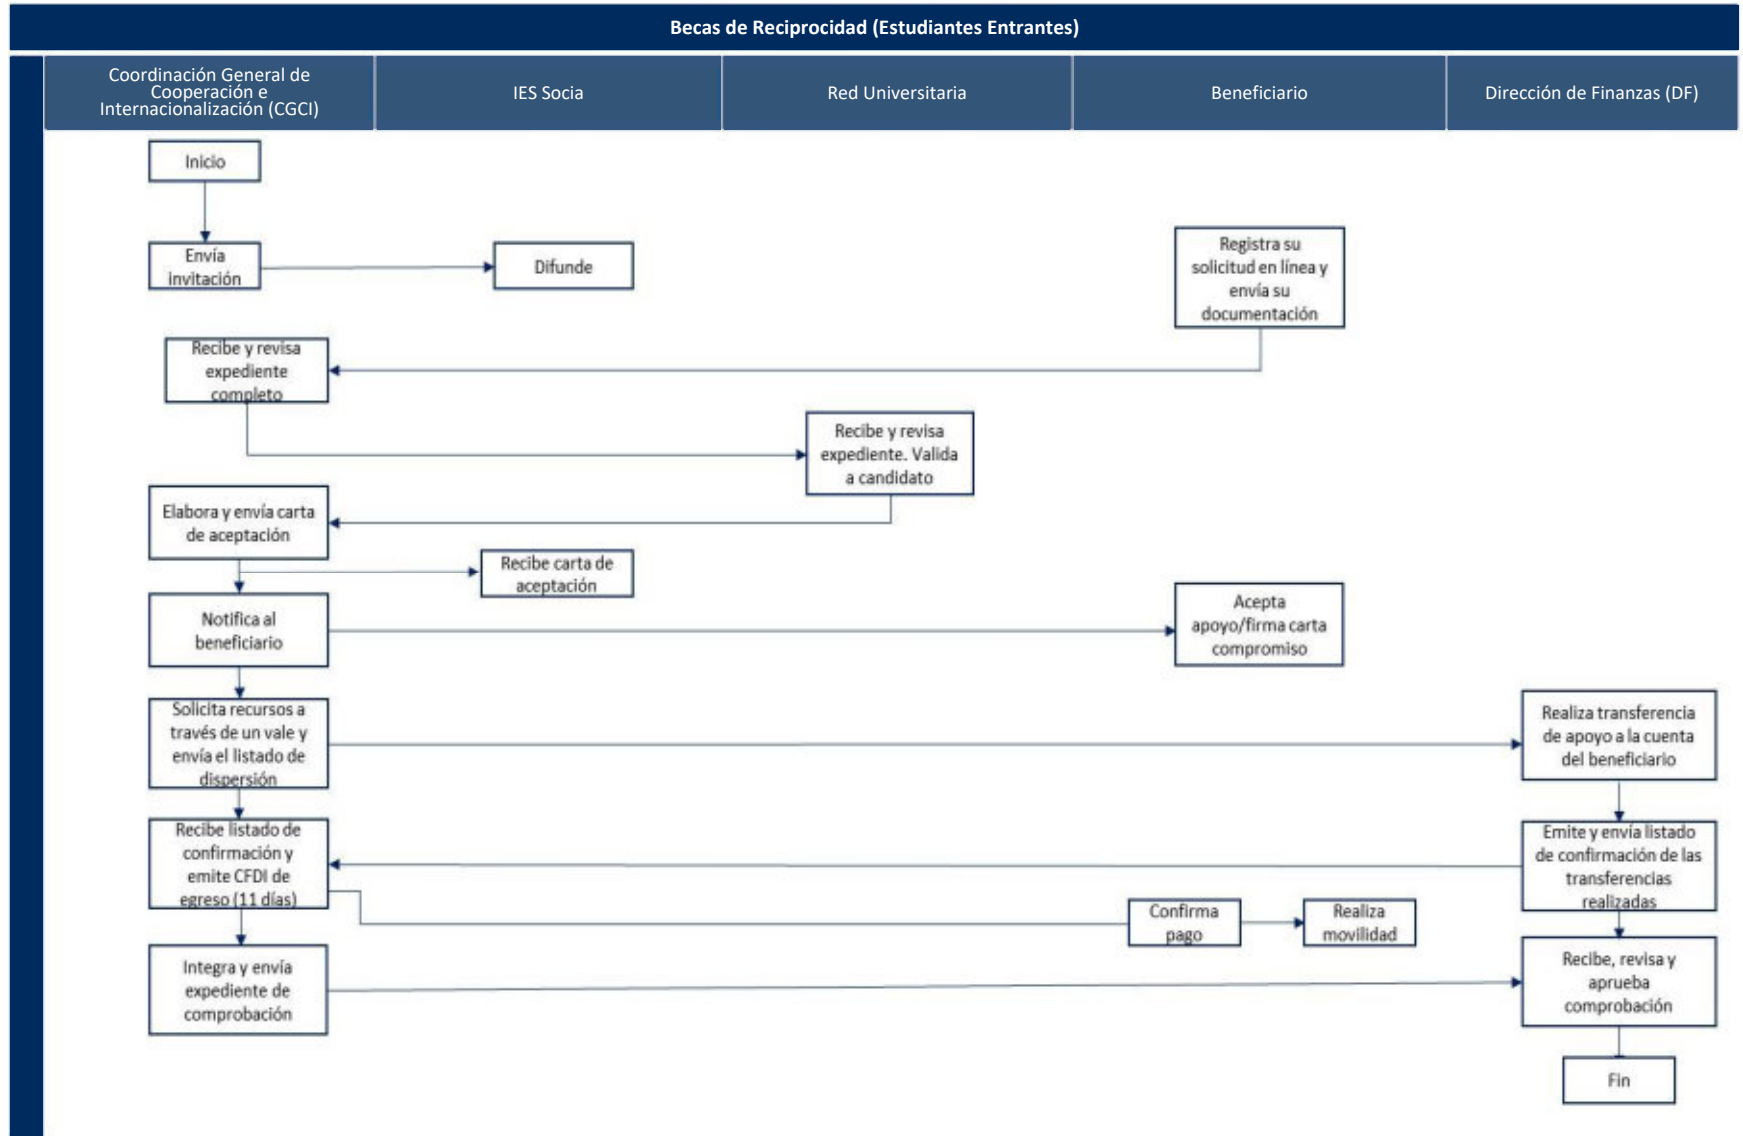 Becas de Reciprocidad (Estudiantes Entrantes)
Coordinación General de
Cooperación e
Internacionalización (CGCI)
IES Socia
Red Universitaria
Beneficiario
Dirección de Finanzas (DF)
Inicio
Envía
invitación
Difunde
Registra su
solicitud en línea y
envía su
documentación
Recibe y revisa
expediente
completo
Recibe y revisa
expediente. Valida
a candidato
Elabora y envía carta
de aceptación
Recibe carta de
aceptación
Notifica al
beneficiario
Acepta
apoyo/firma carta
compromiso
Solicita recursos a
través de un vale y
envía el listado de
dispersión
Realiza transferencia
de apoyo a la cuenta
del beneficiario
Recibe listado de
confirmación y
emite CFDI de
egreso (11 días)
Emite y envía listado
de confirmación de las
transferencias
realizadas
Confirma
pago
Realiza
movilidad
Integra y envía
expediente de
comprobación
Recibe, revisa y
aprueba
comprobación
Fin